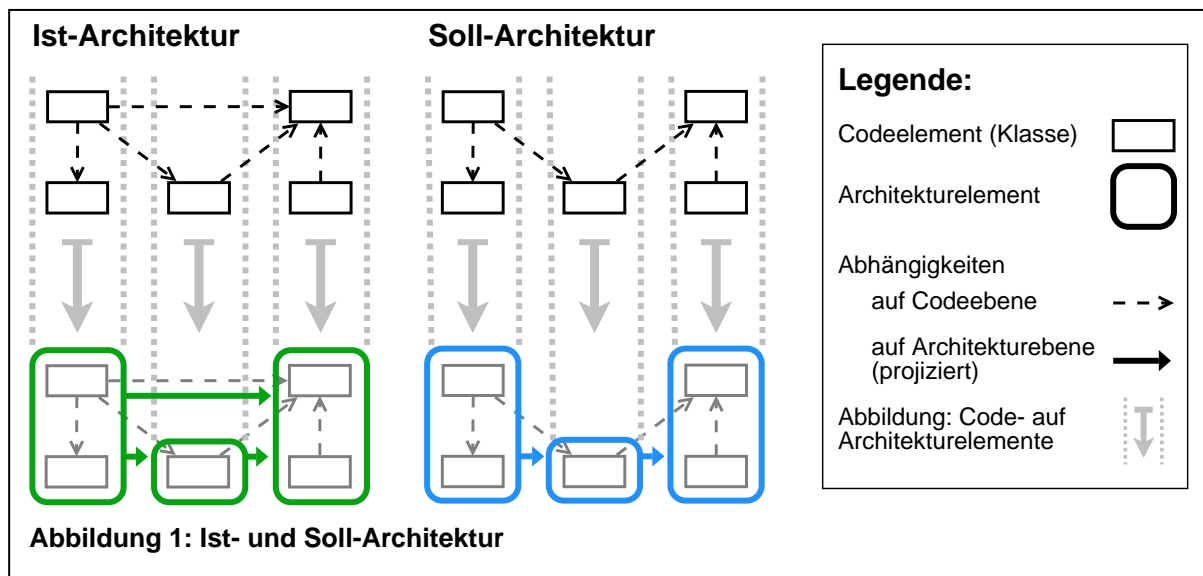 Ist-Architektur
Soll-Architektur
Legende:
Codeelement (Klasse)
Architekturelement
Abhängigkeiten
auf Codeebene
auf Architekturebene
(projiziert)
Abbildung: Code- auf
Architekturelemente
Abbildung 1: Ist- und Soll-Architektur